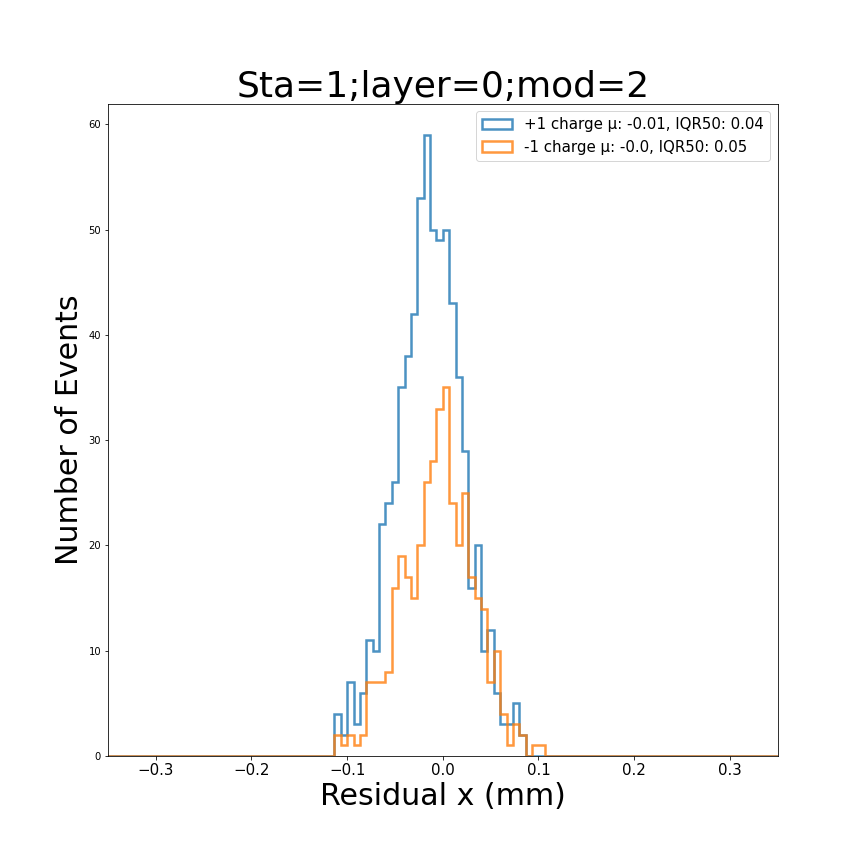 Sta=1;layer=0;mod=2
+1 charge μ: -0.01, IQR50: 0.04
-1 charge μ: -0.0, IQR50: 0.05
Number of Events
60
50
40
30
20
10
0
−0.3 −0.2 −0.1 0.0 0.1 0.2 0.3
Residual x (mm)